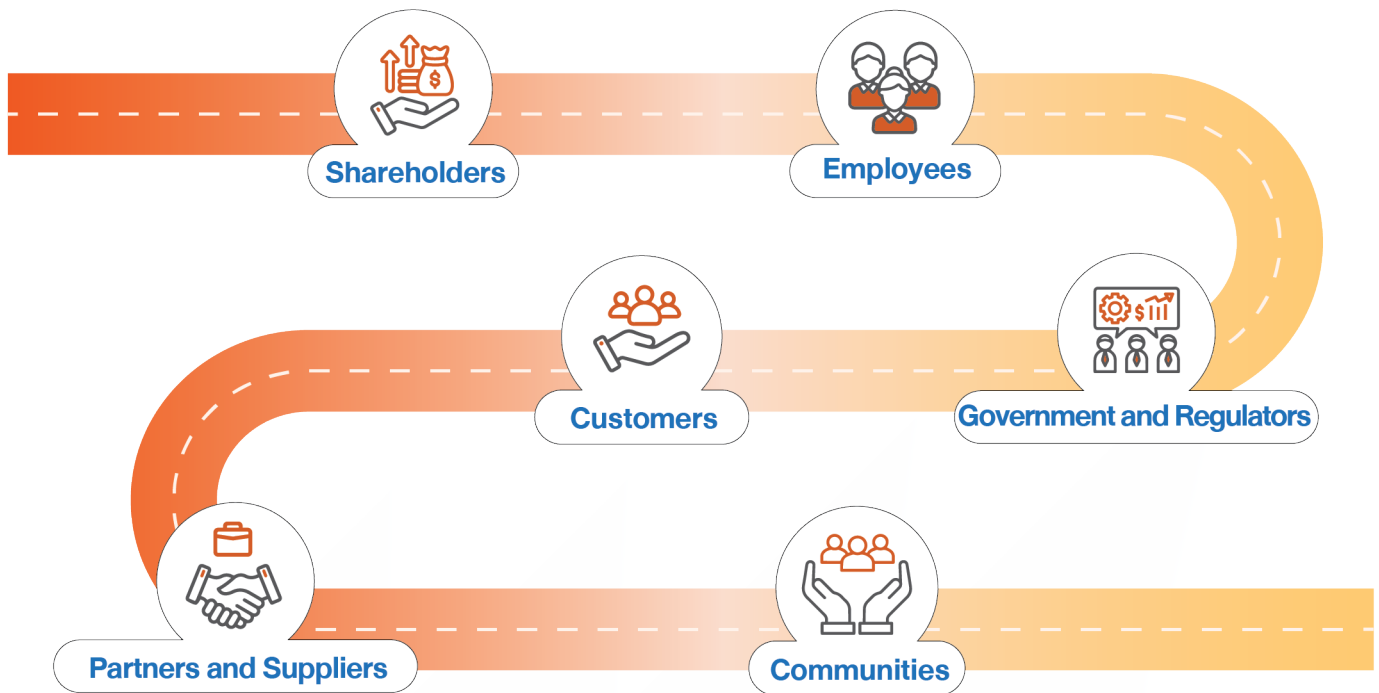 Shareholders
Employees
Customers
Government and Regulators
Partners and Suppliers
Communities